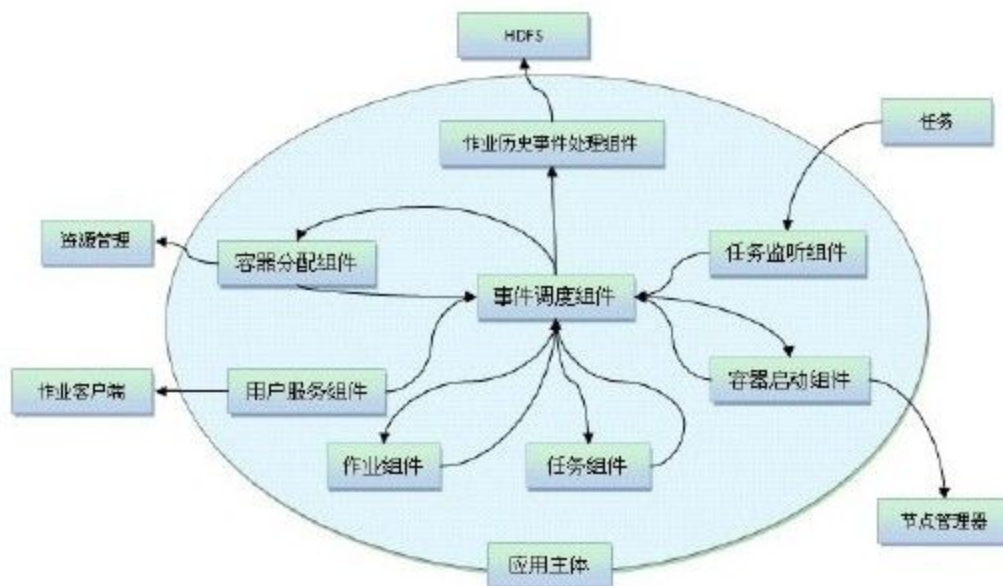 HDFS
任务
作业历史事件处理组件
资源管理
容器分配组件
任务监听组件
事件调度组件
作业客户端
用户服务组件
容器启动组件
作业组件
任务组件
节点管理器
应用主体